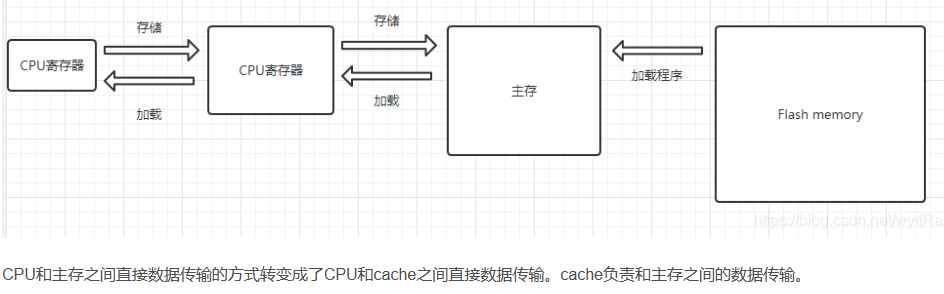 存储
存储
CPU寄存器
CPU寄存器
主存
加载程序
Flash memory
加载
加载
https://blog.csdn.net/wyttRa
CPU和主存之间直接数据传输的方式转变成了CPU和cache之间直接数据传输。cache负责和主存之间的数据传输。